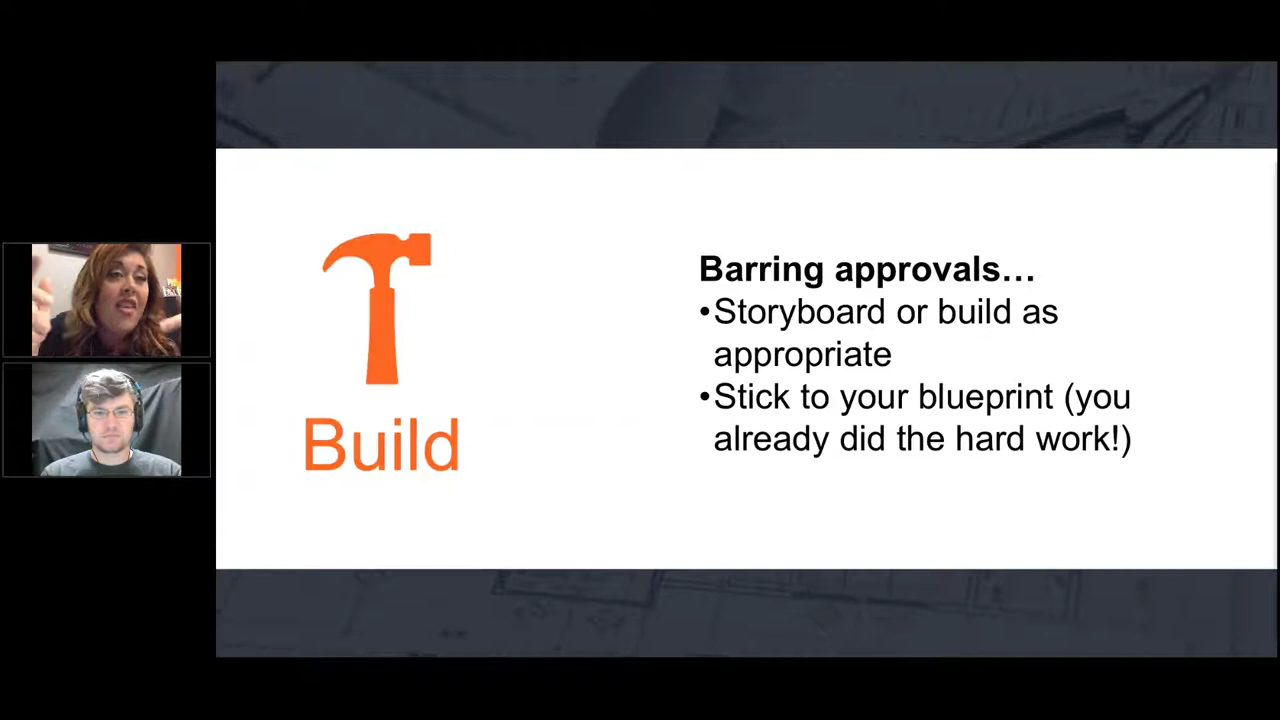 Build
Barring approvals…
•Storyboard or build as
appropriate
•Stick to your blueprint (you
already did the hard work!)